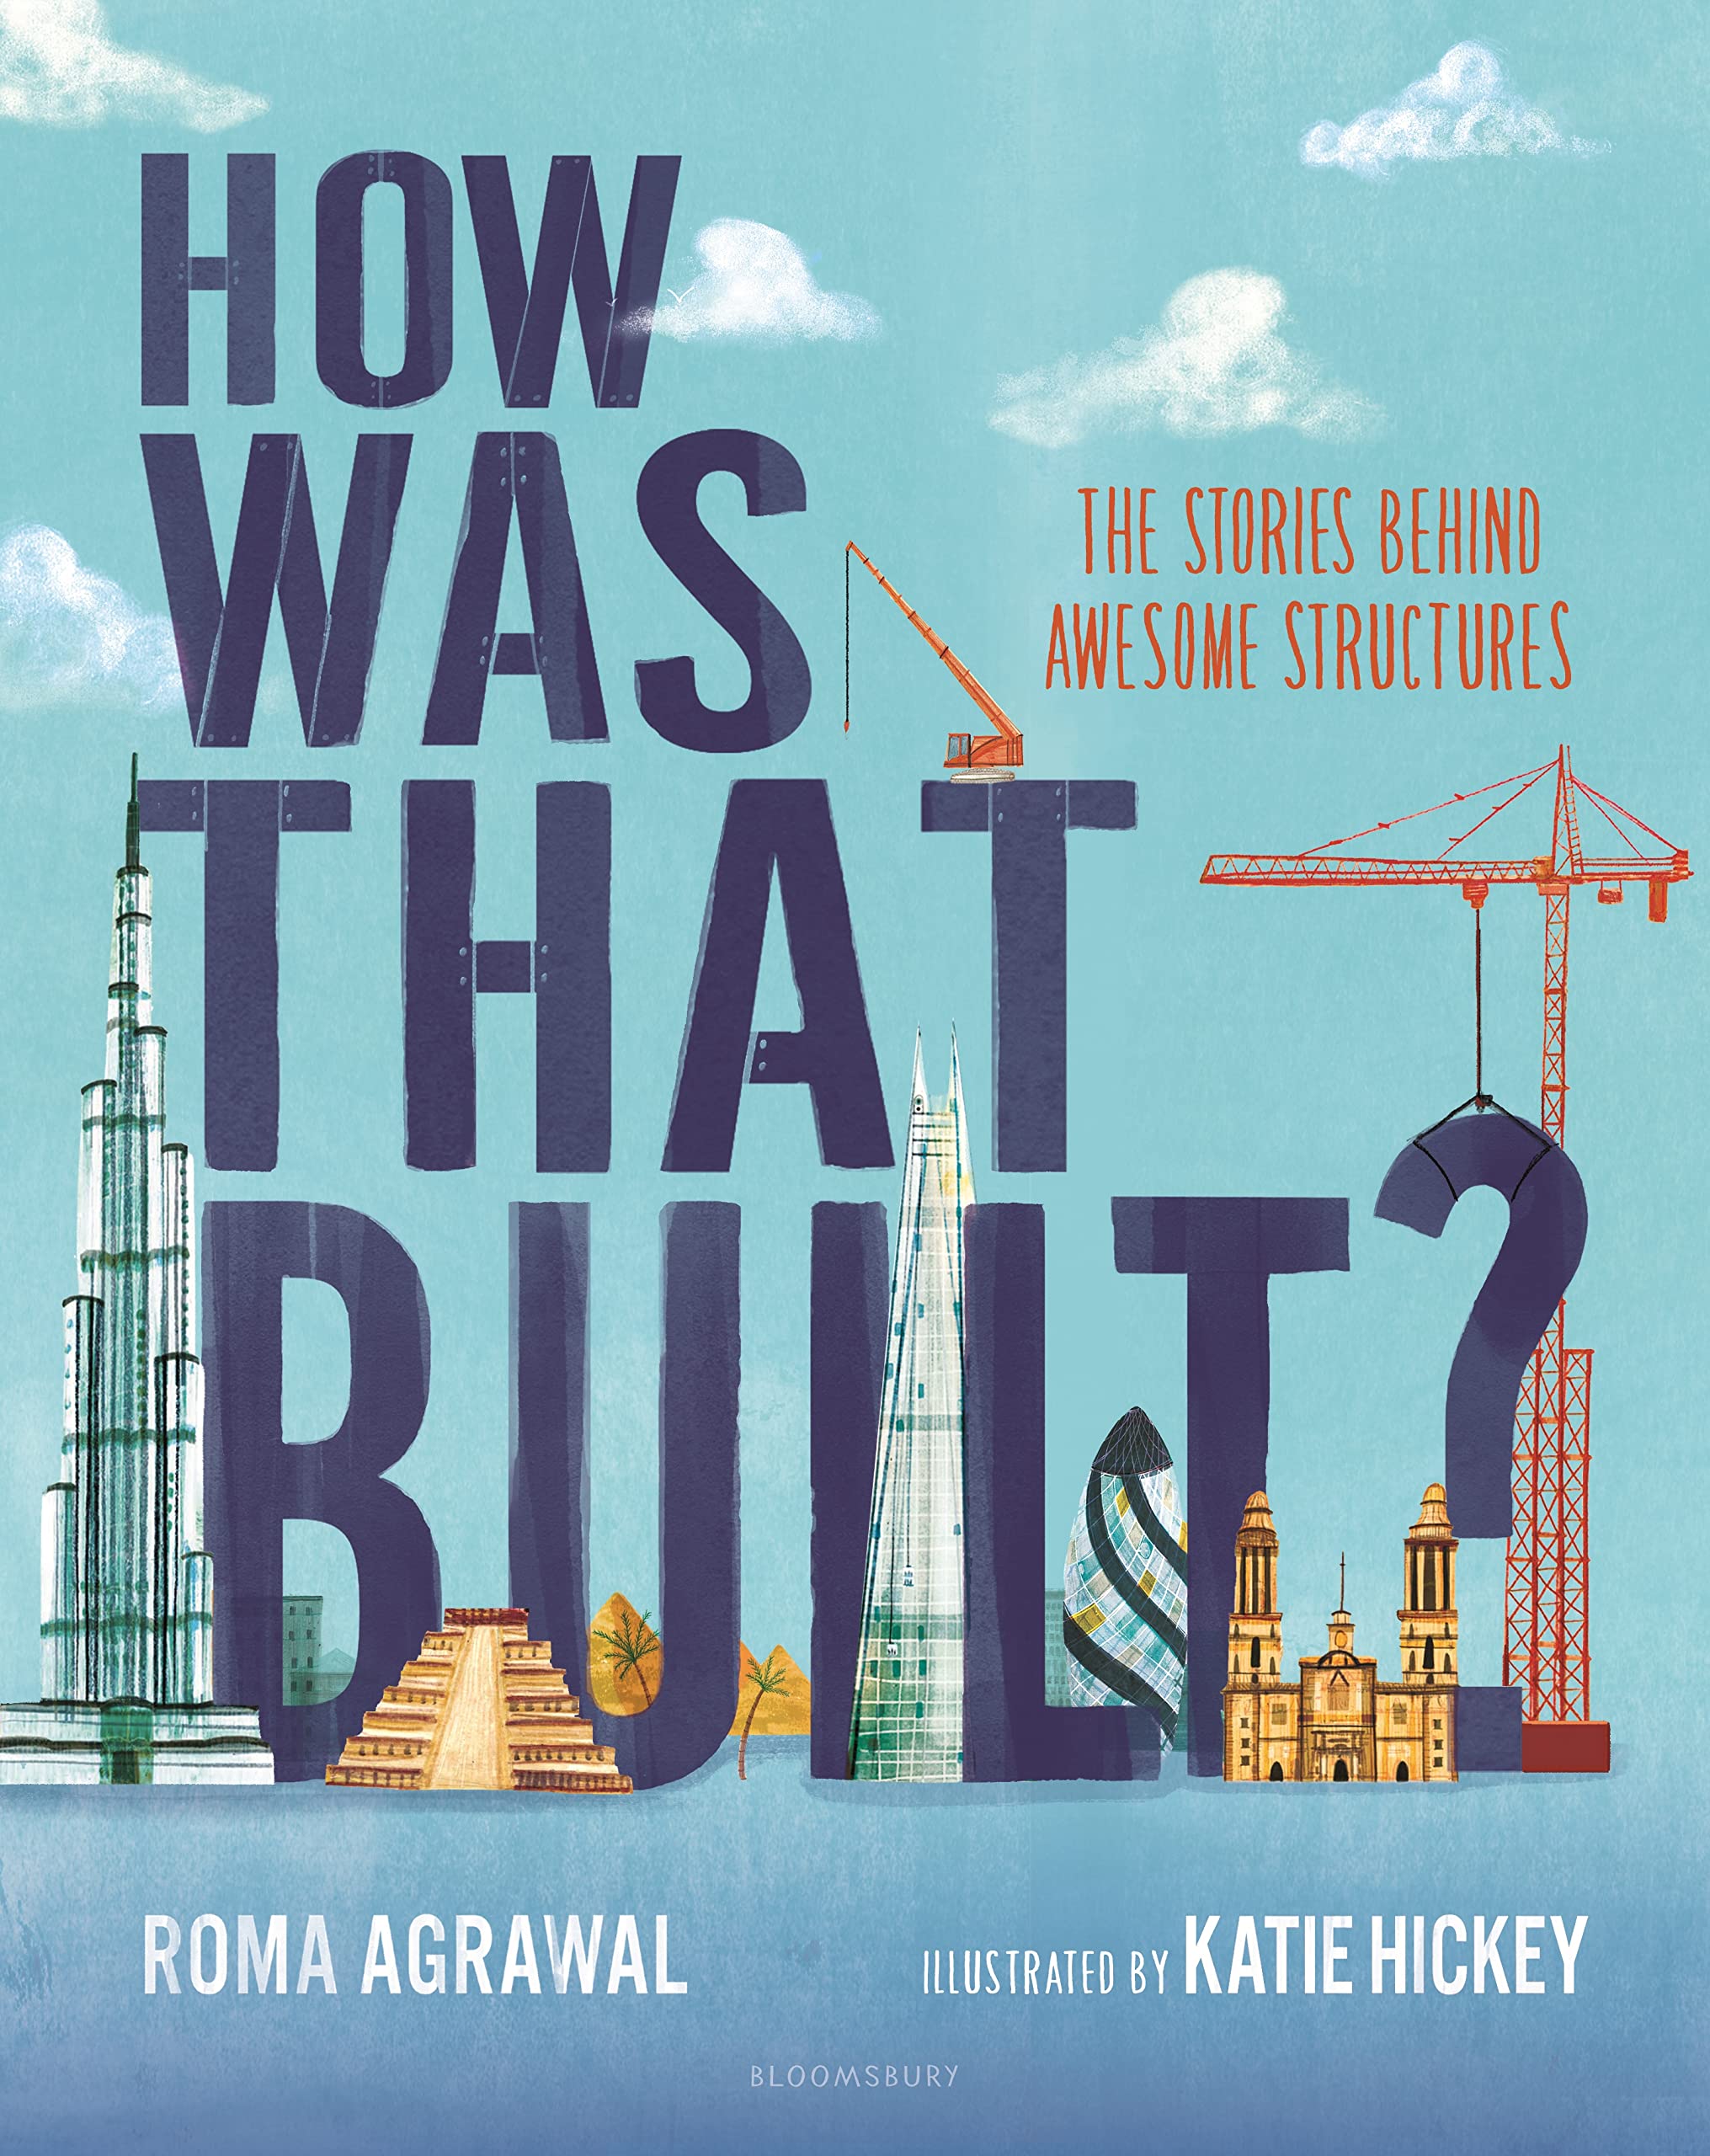 HOW
WAS
THAT
BUILT?
THE STORIES BEHIND
AWESOME STRUCTURES
ROMA AGRAWAL
ILLUSTRATED BY KATIE HICKEY
BLOOMSBURY